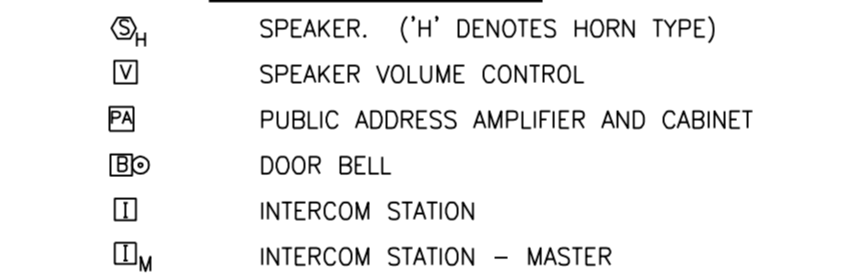 S H SPEAKER. ('H' DENOTES HORN TYPE)
V SPEAKER VOLUME CONTROL
PA PUBLIC ADDRESS AMPLIFIER AND CABINET
B DOOR BELL
I INTERCOM STATION
I M INTERCOM STATION – MASTER